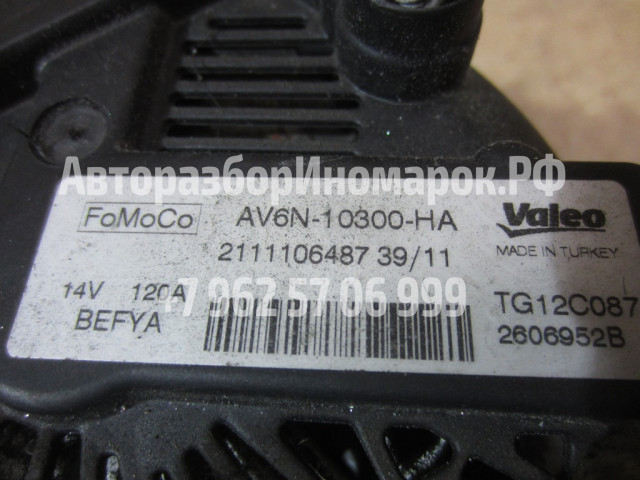 АвторазборИномарок.РФ
FoMoCo AV6N-10300-HA Valeo
2111106487 39/11 MADE IN TURKEY
14V 120A +7 962 57 06 999 TG12C087
BEFYA 2606952B